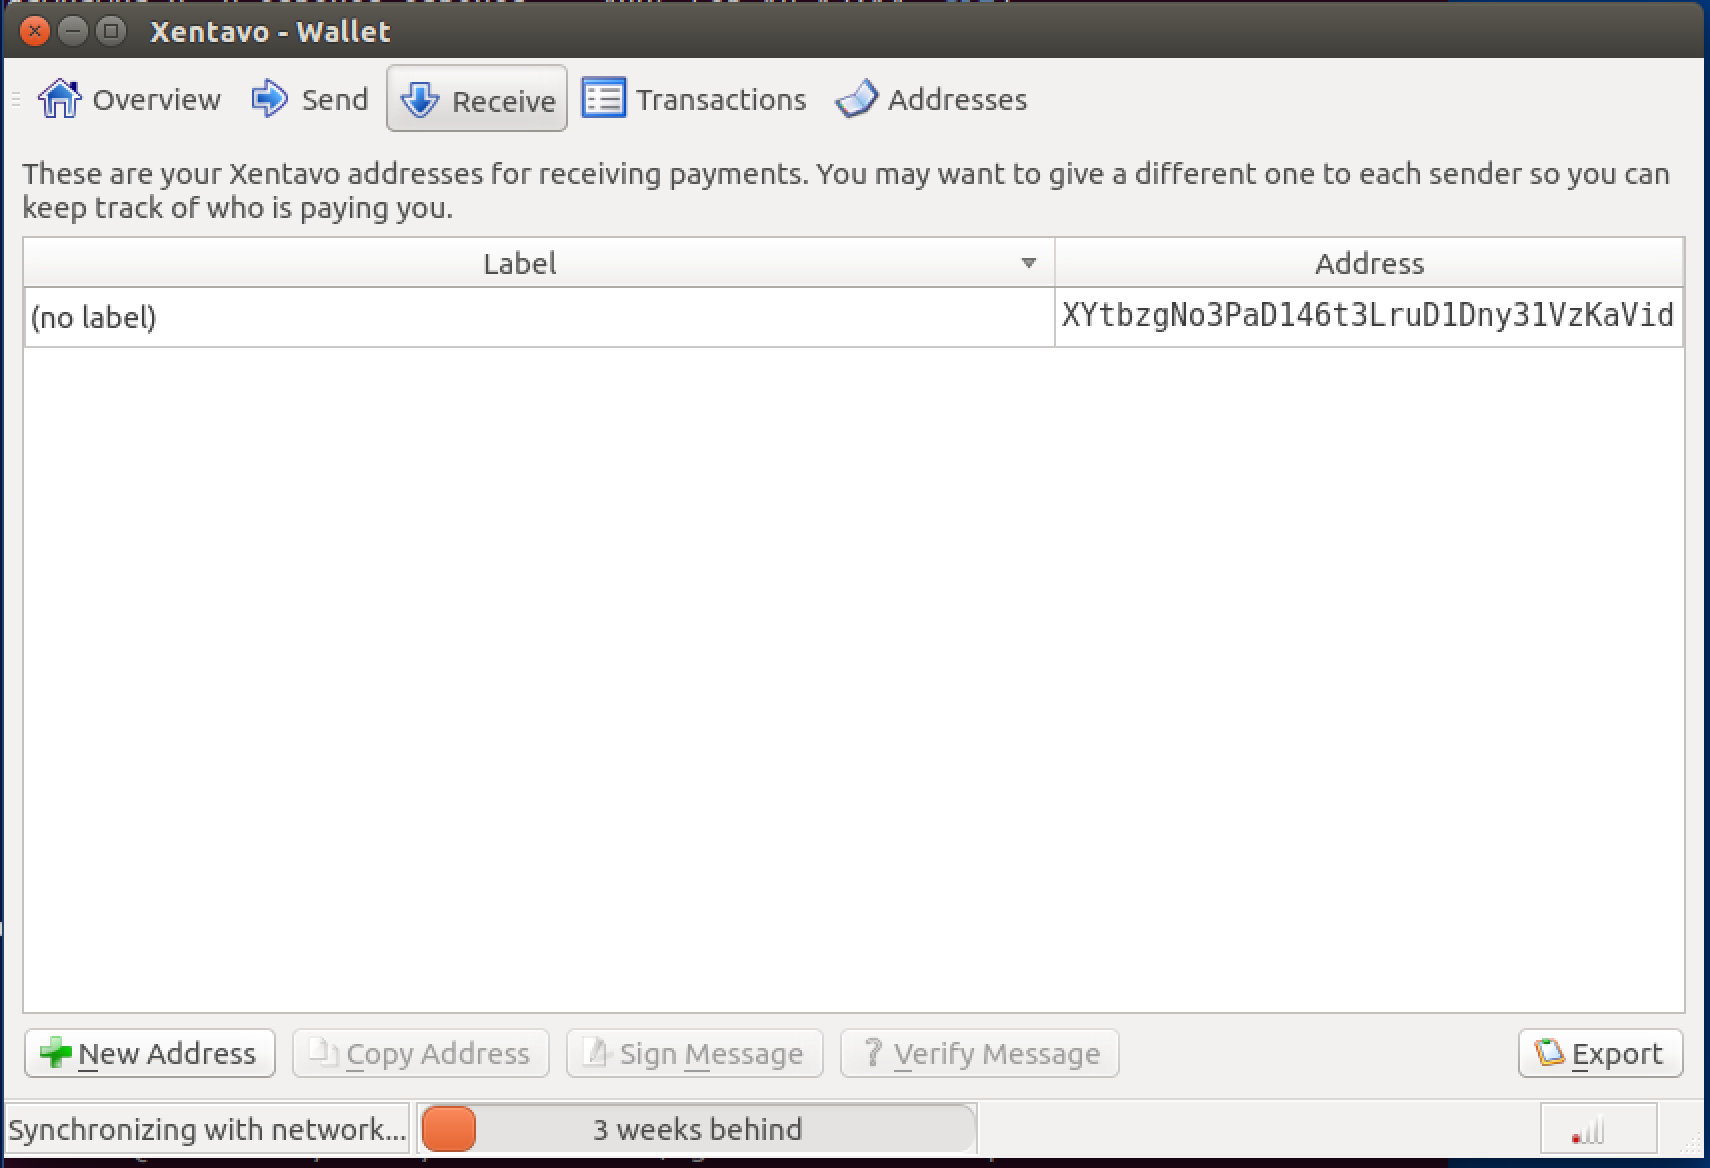 Xentavo - Wallet
Overview Send Receive Transactions Addresses
These are your Xentavo addresses for receiving payments. You may want to give a different one to each sender so you can
keep track of who is paying you.
Label Address
(no label) XYtbzgNo3PaD146t3LruD1Dny31VzKaVid
New Address Copy Address Sign Message ? Verify Message Export
Synchronizing with network... 3 weeks behind